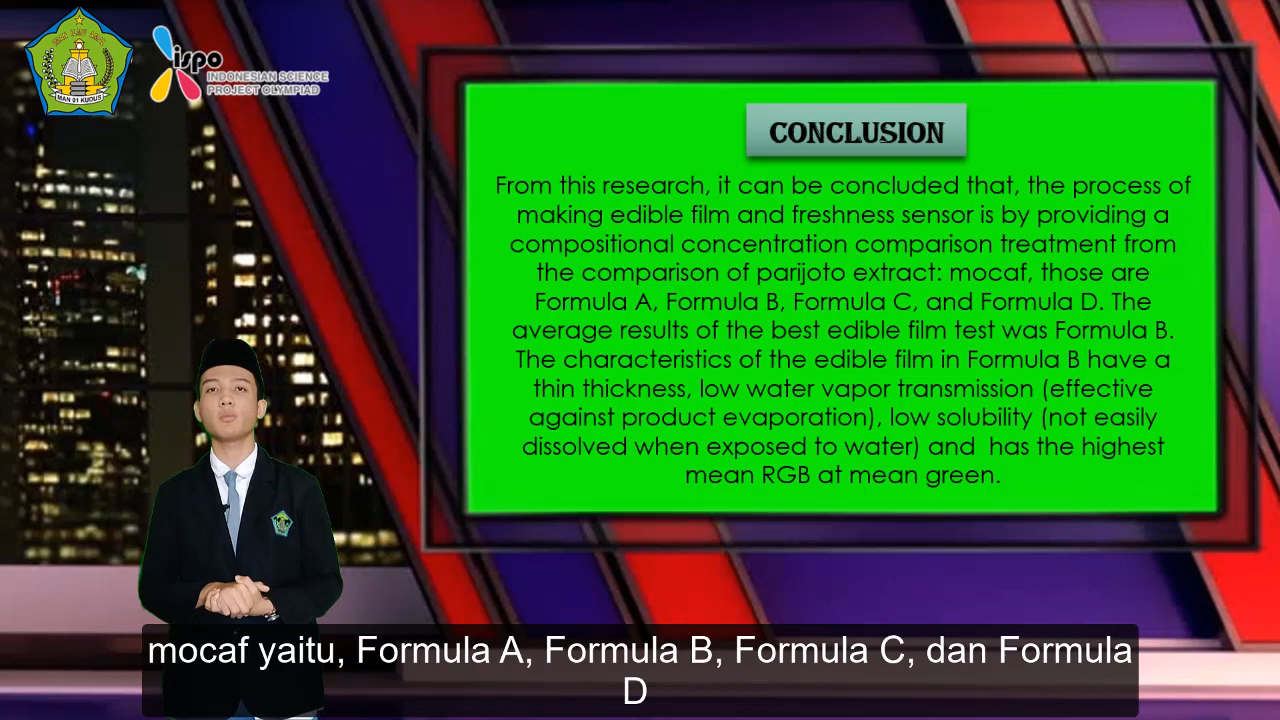 MAN 01 KUDUS
ispo
INDONESIAN SCIENCE
PROJECT OLYMPIAD
CONCLUSION
From this research, it can be concluded that, the process of
making edible film and freshness sensor is by providing a
compositional concentration comparison treatment from
the comparison of parijoto extract: mocaf, those are
Formula A, Formula B, Formula C, and Formula D. The
average results of the best edible film test was Formula B.
The characteristics of the edible film in Formula B have a
thin thickness, low water vapor transmission (effective
against product evaporation), low solubility (not easily
dissolved when exposed to water) and has the highest
mean RGB at mean green.
mocaf yaitu, Formula A, Formula B, Formula C, dan Formula
D